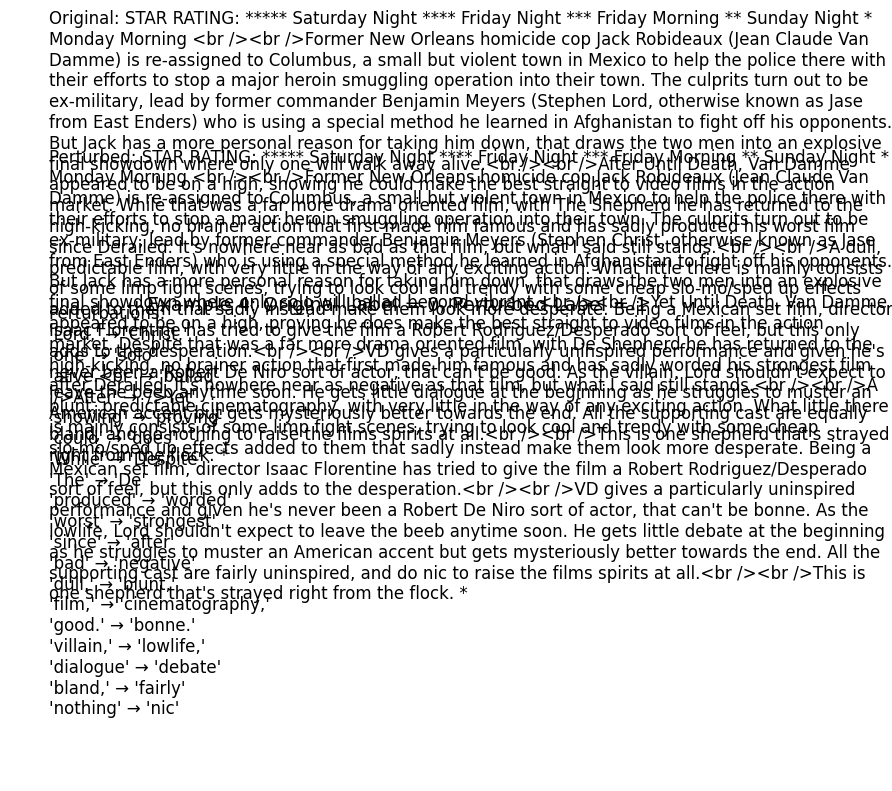 Original: STAR RATING: ***** Saturday Night **** Friday Night *** Friday Morning ** Sunday Night *
Monday Morning <br /><br />Former New Orleans homicide cop Jack Robideaux (Jean Claude Van
Damme) is re-assigned to Columbus, a small but violent town in Mexico to help the police there with
their efforts to stop a major heroin smuggling operation into their town. The culprits turn out to be
ex-military, lead by former commander Benjamin Meyers (Stephen Lord, otherwise known as Jase
from East Enders) who is using a special method he learned in Afghanistan to fight off his opponents.
But Jack has a more personal reason for taking him down, that draws the two men into an explosive
final showdown where only one will walk away alive.<br /><br />After Until Death, Van Damme
appeared to be on a high, showing he could make the best straight to video films in the action
market. While that was a far more drama oriented film, with The Shepherd he has returned to the
high-kicking, no brainer action that first made him famous and has sadly produced his worst film
since Derailed. It's nowhere near as bad as that film, but what I said still stands.<br /><br />A dull,
predictable film, with very little in the way of any exciting action. What little there is mainly consists
of some limp fight scenes, trying to look cool and trendy with some cheap slo-mo/sped up effects
added to them that sadly instead make them look more desperate. Being a Mexican set film, director
Isaac Florentine has tried to give the film a Robert Rodriguez/Desperado sort of feel, but this only
adds to the desperation.<br /><br />VD gives a particularly uninspired performance and given he's
never been a Robert De Niro sort of actor, that can't be good. As the villain, Lord shouldn't expect to
leave the beeb anytime soon. He gets little dialogue at the beginning as he struggles to muster an
American accent but gets mysteriously better towards the end. All the supporting cast are equally
bland, and do nothing to raise the films spirits at all.<br /><br />This is one shepherd that's strayed
right from the flock. *
Perturbed: STAR RATING: ***** Saturday Night **** Friday Night *** Friday Morning ** Sunday Night *
Monday Morning <br /><br />Former New Orleans homicide cop Jack Robideaux (Jean Claude Van
Damme) is re-assigned to Columbus, a small but violent town in Mexico to help the police there with
their efforts to stop a major heroin smuggling operation into their town. The culprits turn out to be
ex-military, lead by former commander Benjamin Meyers (Stephen Christ, otherwise known as Jase
from East Enders) who is using a special method he learned in Afghanistan to fight off his opponents.
But Jack has a more personal reason for taking him down, that draws the two men into an explosive
final showdown where only solo will <br /><br />Yet Until Death, Van Damme
appeared to be on a high, proving he does make the best straight to video films in the action
market. Despite that was a far more drama oriented film, with De Shepherd he has returned to the
high-kicking, no brainer action that first made him famous and has sadly worded his strongest film
after Derailed. It's nowhere near as negative as that film, but what I said still stands.<br /><br />A
blunt, predictable cinematography, with very little in the way of any exciting action. What little there
is mainly consists of some limp fight scenes, trying to look cool and trendy with some cheap
slo-mo/sped up effects added to them that sadly instead make them look more desperate. Being a
Mexican set film, director Isaac Florentine has tried to give the film a Robert Rodriguez/Desperado
sort of feel, but this only adds to the desperation.<br /><br />VD gives a particularly uninspired
performance and given he's never been a Robert De Niro sort of actor, that can't be bonne. As the
lowlife, Lord shouldn't expect to leave the beeb anytime soon. He gets little debate at the beginning
as he struggles to muster an American accent but gets mysteriously better towards the end. All the
supporting cast are fairly uninspired, and do nic to raise the films spirits at all.<br /><br />This is
one shepherd that's strayed right from the flock. *
Example 4: Original Label = 0, Perturbed Label = 1
Perturbations:
'Lord,' → 'Christ,'
'one' → 'solo'
'showing' → 'proving'
'could' → 'does'
'While' → 'Despite'
'The' → 'De'
'produced' → 'worded'
'worst' → 'strongest'
'since' → 'after'
'bad' → 'negative'
'dull,' → 'blunt,'
'film,' → 'cinematography,'
'good.' → 'bonne.'
'villain,' → 'lowlife,'
'dialogue' → 'debate'
'bland,' → 'fairly'
'nothing' → 'nic'